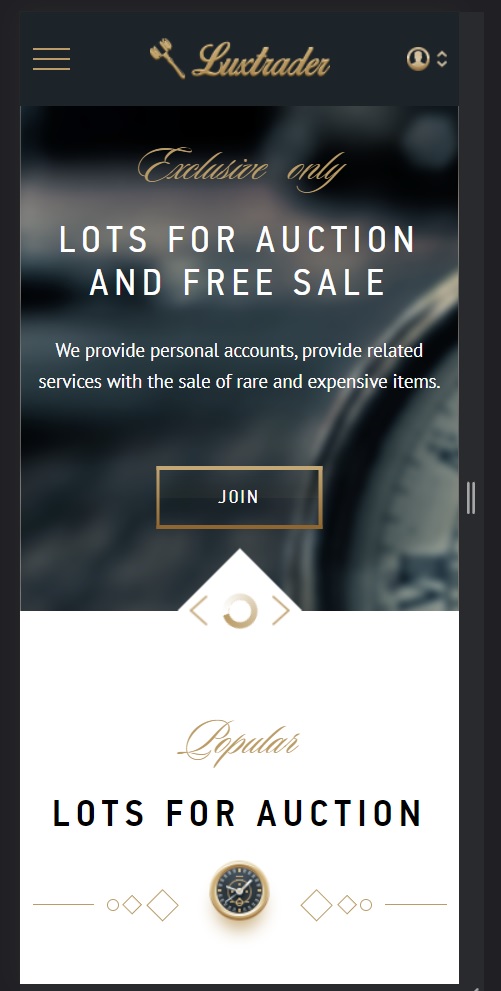 Luxtrader
Exclusive only
LOTS FOR AUCTION
AND FREE SALE
We provide personal accounts, provide related
services with the sale of rare and expensive items.
JOIN
Popular
LOTS FOR AUCTION